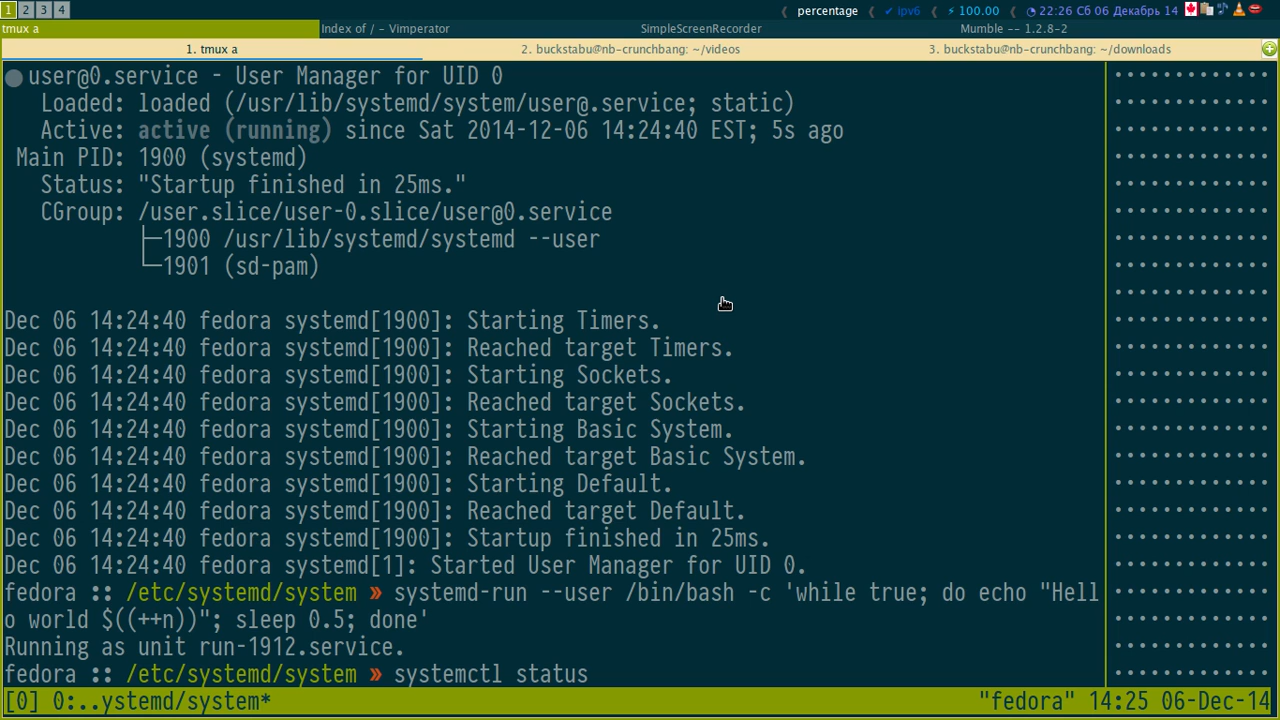 1 2 3 4 percentage ✔ ipv6 ⚡ 100.00 22:26 Сб 06 Декабрь 14
tmux a Index of / - Vimperator SimpleScreenRecorder Mumble -- 1.2.8-2
1. tmux a 2. buckstabu@nb-crunchbang: ~/videos 3. buckstabu@nb-crunchbang: ~/downloads
● user@0.service - User Manager for UID 0
Loaded: loaded (/usr/lib/systemd/system/user@.service; static)
Active: active (running) since Sat 2014-12-06 14:24:40 EST; 5s ago
Main PID: 1900 (systemd)
Status: "Startup finished in 25ms."
CGroup: /user.slice/user-0.slice/user@0.service
├─1900 /usr/lib/systemd/systemd --user
└─1901 (sd-pam)
Dec 06 14:24:40 fedora systemd[1900]: Starting Timers.
Dec 06 14:24:40 fedora systemd[1900]: Reached target Timers.
Dec 06 14:24:40 fedora systemd[1900]: Starting Sockets.
Dec 06 14:24:40 fedora systemd[1900]: Reached target Sockets.
Dec 06 14:24:40 fedora systemd[1900]: Starting Basic System.
Dec 06 14:24:40 fedora systemd[1900]: Reached target Basic System.
Dec 06 14:24:40 fedora systemd[1900]: Starting Default.
Dec 06 14:24:40 fedora systemd[1900]: Reached target Default.
Dec 06 14:24:40 fedora systemd[1900]: Startup finished in 25ms.
Dec 06 14:24:40 fedora systemd[1]: Started User Manager for UID 0.
fedora :: /etc/systemd/system » systemd-run --user /bin/bash -c 'while true; do echo "Hell
o world $((++n))"; sleep 0.5; done'
Running as unit run-1912.service.
fedora :: /etc/systemd/system » systemctl status
[0] 0:..ystemd/system* "fedora" 14:25 06-Dec-14